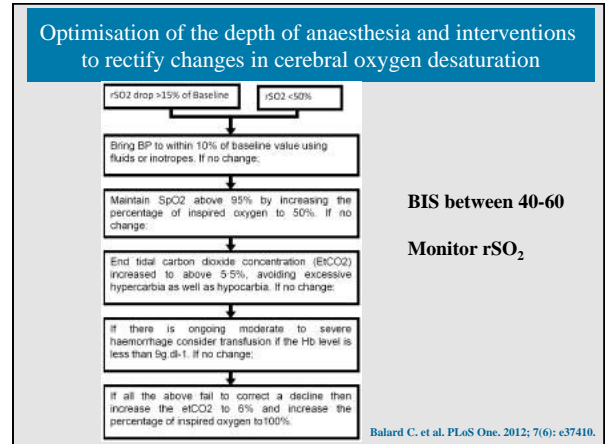 Optimisation of the depth of anaesthesia and interventions
to rectify changes in cerebral oxygen desaturation
rSO2 drop >15% of Baseline
rSO2 <50%
Bring BP to within 10% of baseline value using
fluids or inotropes. If no change;
Maintain SpO2 above 95% by increasing the
percentage of inspired oxygen to 50%. If no
change:
End tidal carbon dioxide concentration (EtCO2)
increased to above 5·5%, avoiding excessive
hypercarbia as well as hypocarbia. If no change:
If there is ongoing moderate to severe
haemorrhage consider transfusion if the Hb level is
less than 9g.dl-1. If no change;
If all the above fail to correct a decline then
increase the etCO2 to 6% and increase the
percentage of inspired oxygen to100%.
BIS between 40-60
Monitor rSO₂
Balard C. et al. PLoS One. 2012; 7(6): e37410.